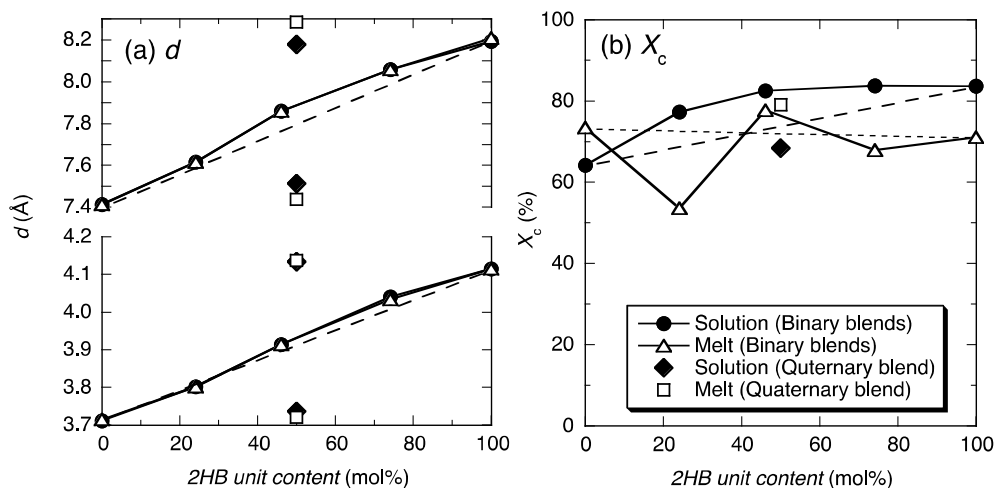 (a) d
8.2
8.0
7.8
7.6
7.4
4.2
4.1
4.0
3.9
3.8
3.7
d (Å)
0 20 40 60 80 100
2HB unit content (mol%)
(b) Xc
100
80
60
40
20
0
Xc (%)
Solution (Binary blends)
Melt (Binary blends)
Solution (Quternary blend)
Melt (Quaternary blend)
0 20 40 60 80 100
2HB unit content (mol%)